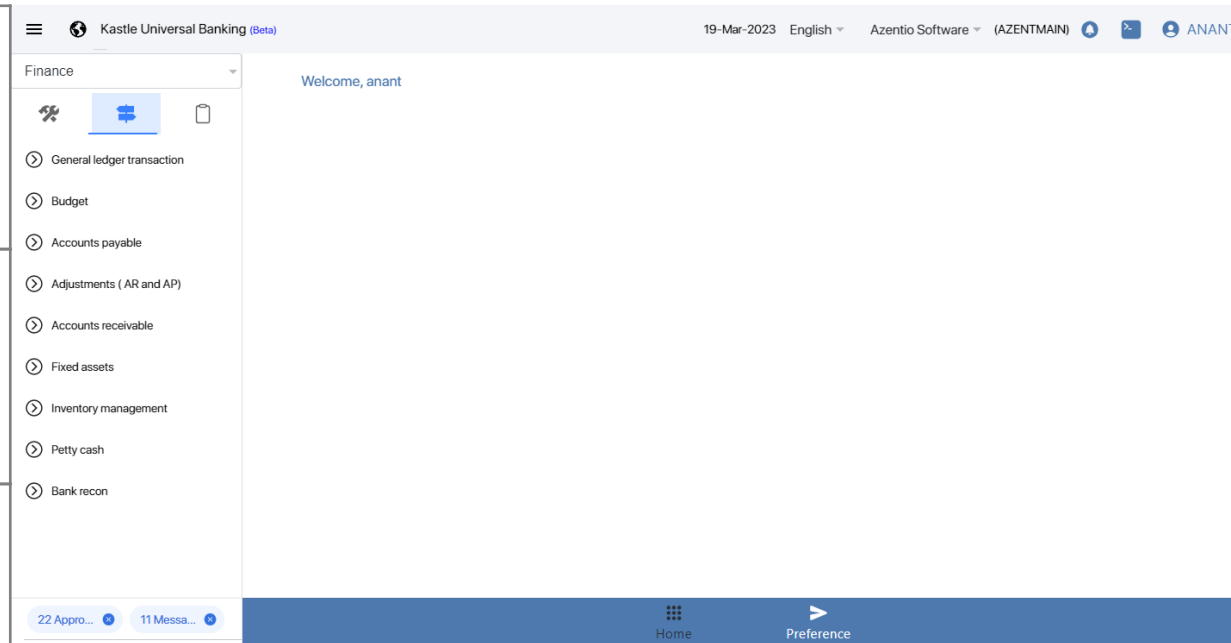 Kastle Universal Banking (Beta)
19-Mar-2023 English Azentio Software (AZENTMAIN) ANANT
Finance
Welcome, anant
General ledger transaction
Budget
Accounts payable
Adjustments ( AR and AP)
Accounts receivable
Fixed assets
Inventory management
Petty cash
Bank recon
22 Appro... 11 Messa...
Home Preference